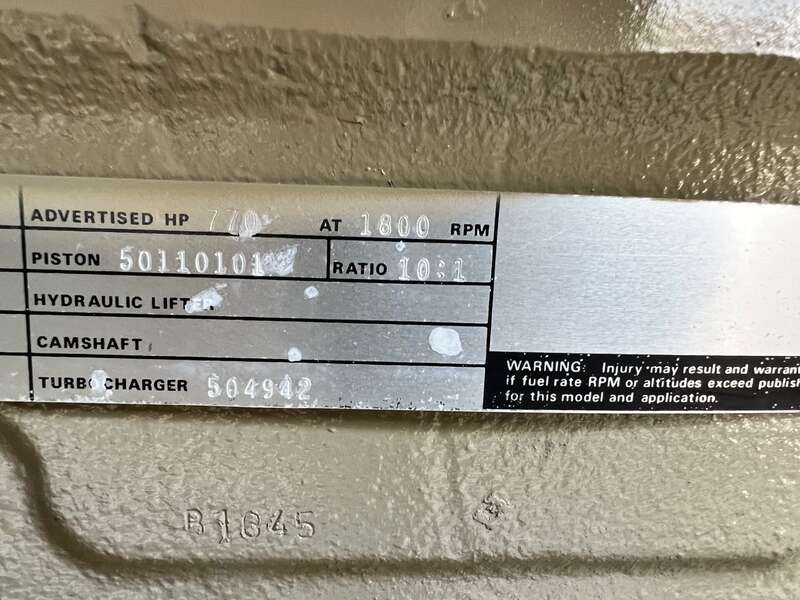 ADVERTISED HP 770 AT 1800 RPM
PISTON 50110101 RATIO 10:1
HYDRAULIC LIFTER
CAMSHAFT
TURBOCHARGER 504942
WARNING: Injury may result and warrant
if fuel rate RPM or altitudes exceed publish
for this model and application.